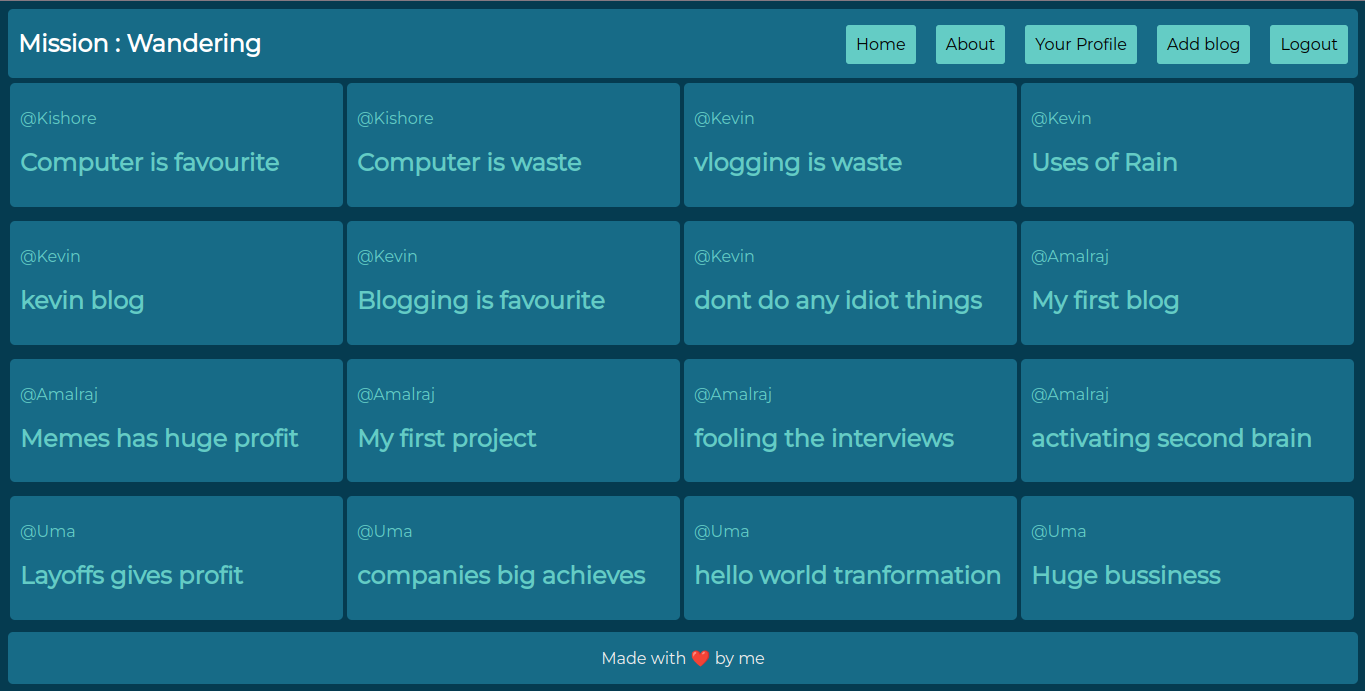 Mission : Wandering
Home
About
Your Profile
Add blog
Logout
@Kishore
Computer is favourite
@Kishore
Computer is waste
@Kevin
vlogging is waste
@Kevin
Uses of Rain
@Kevin
kevin blog
@Kevin
Blogging is favourite
@Kevin
dont do any idiot things
@Amalraj
My first blog
@Amalraj
Memes has huge profit
@Amalraj
My first project
@Amalraj
fooling the interviews
@Amalraj
activating second brain
@Uma
Layoffs gives profit
@Uma
companies big achieves
@Uma
hello world tranformation
@Uma
Huge bussiness
Made with ❤️ by me